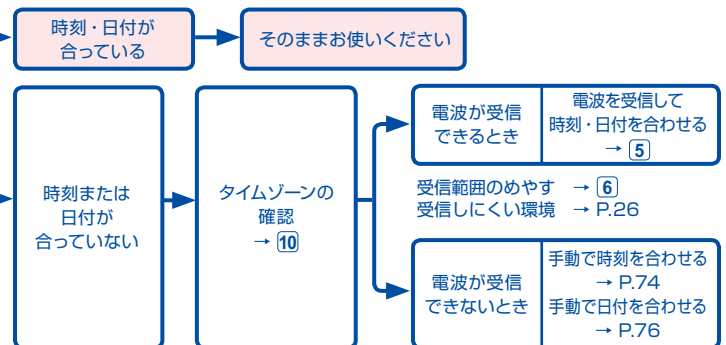 時刻・日付が
合っている
そのままお使いください
時刻または
日付が
合っていない
タイムゾーンの
確認
→ 10
電波が受信
できるとき
電波を受信して
時刻・日付を合わせる
→ 5
受信範囲のめやす → 6
受信しにくい環境 → P.26
電波が受信
できないとき
手動で時刻を合わせる
→ P.74
手動で日付を合わせる
→ P.76